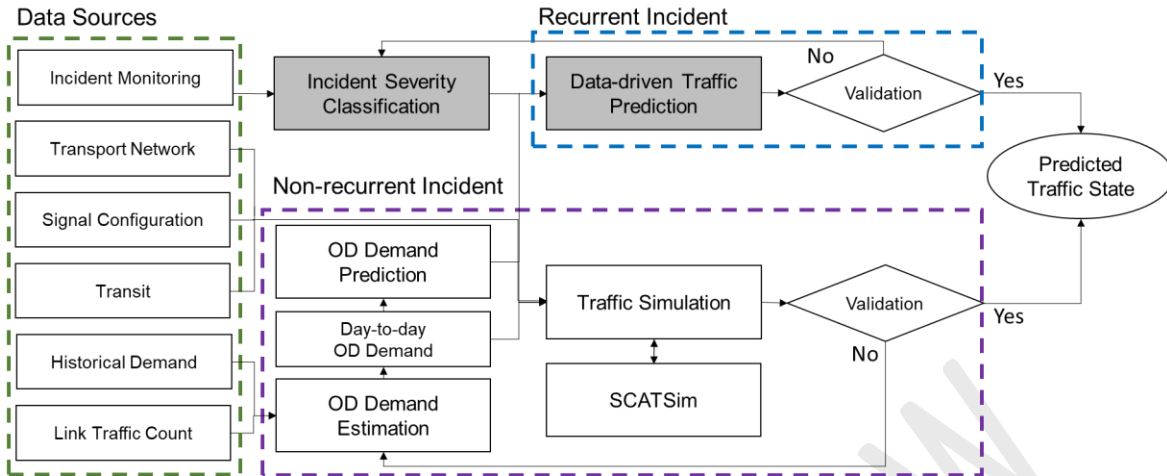 Data Sources
Recurrent Incident
Incident Monitoring
Incident Severity
Classification
Data-driven Traffic
Prediction
No
Validation
Yes
Transport Network
Non-recurrent Incident
Predicted
Traffic State
Signal Configuration
OD Demand
Prediction
Transit
Traffic Simulation
Validation
Yes
Day-to-day
OD Demand
No
Historical Demand
OD Demand
Estimation
SCATSim
Link Traffic Count